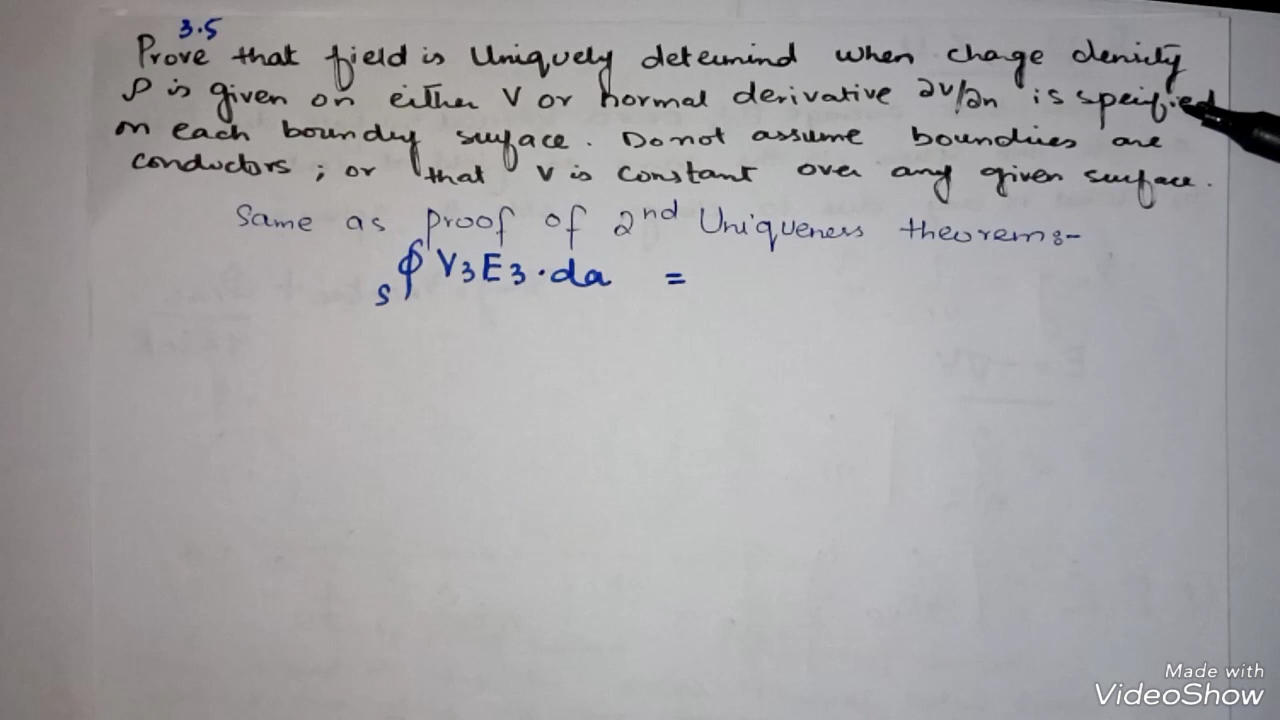 3.5
Prove that field is Uniquely detemind when charge density
ρ is given on either V or normal derivative ∂V/∂n is specified
on each boundry surface. Do not assume boundries are
conductors ; or that V is constant over any given surface.
Same as proof of 2nd Uniqueness theorem:-
S∮ V3E3·da =
Made with
VideoShow